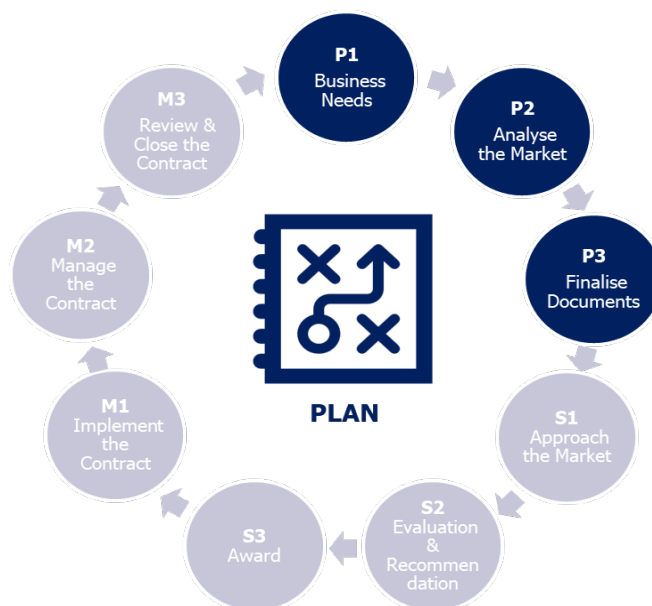 P1
Business
Needs
P2
Analyse
the Market
P3
Finalise
Documents
S1
Approach
the Market
S2
Evaluation
&
Recommen
dation
S3
Award
M1
Implement
the
Contract
M2
Manage
the
Contract
M3
Review &
Close the
Contract
PLAN